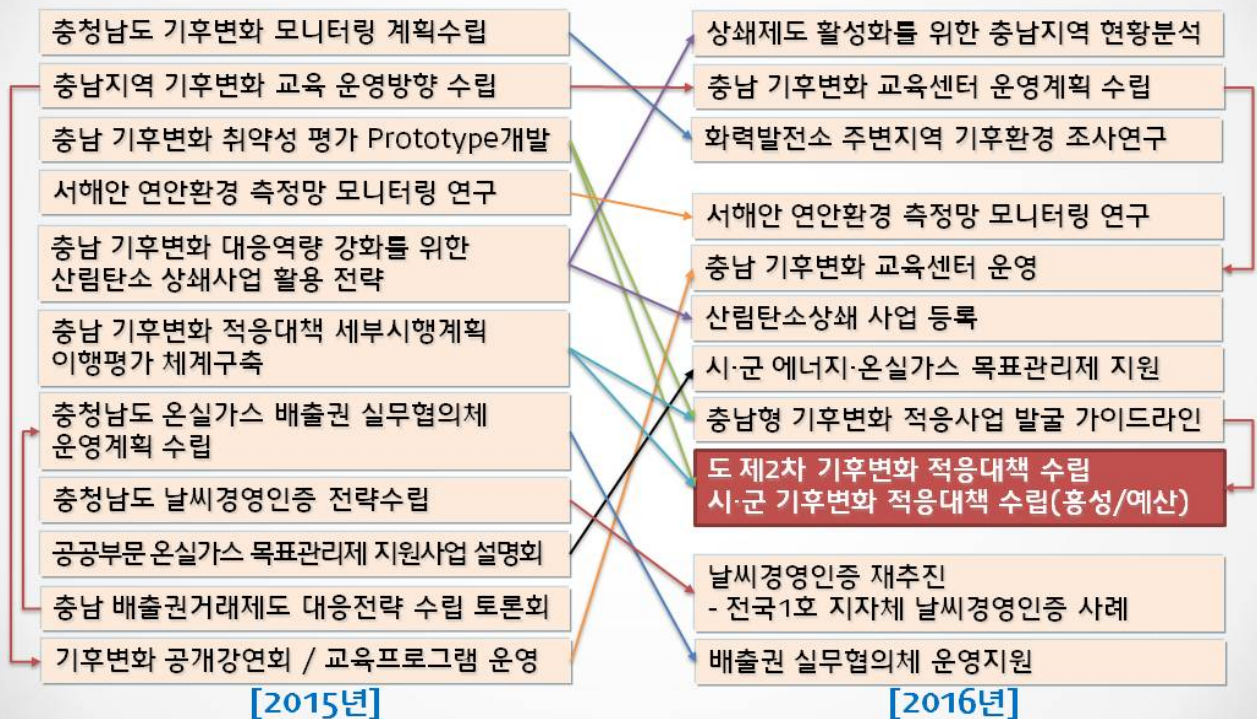 충청남도 기후변화 모니터링 계획수립
충남지역 기후변화 교육 운영방향 수립
충남 기후변화 취약성 평가 Prototype개발
서해안 연안환경 측정망 모니터링 연구
충남 기후변화 대응역량 강화를 위한
산림탄소 상쇄사업 활용 전략
충남 기후변화 적응대책 세부시행계획
이행평가 체계구축
충청남도 온실가스 배출권 실무협의체
운영계획 수립
충청남도 날씨경영인증 전략수립
공공부문 온실가스 목표관리제 지원사업 설명회
충남 배출권거래제도 대응전략 수립 토론회
기후변화 공개강연회 / 교육프로그램 운영
[2015년]
상쇄제도 활성화를 위한 충남지역 현황분석
충남 기후변화 교육센터 운영계획 수립
화력발전소 주변지역 기후환경 조사연구
서해안 연안환경 측정망 모니터링 연구
충남 기후변화 교육센터 운영
산림탄소상쇄 사업 등록
시·군 에너지·온실가스 목표관리제 지원
충남형 기후변화 적응사업 발굴 가이드라인
도 제2차 기후변화 적응대책 수립
시·군 기후변화 적응대책 수립(홍성/예산)
날씨경영인증 재추진
- 전국1호 지자체 날씨경영인증 사례
배출권 실무협의체 운영지원
[2016년]